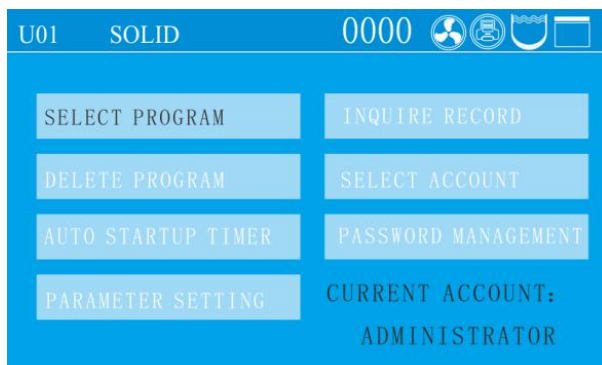 U01 SOLID 0000
SELECT PROGRAM
INQUIRE RECORD
DELETE PROGRAM
SELECT ACCOUNT
AUTO STARTUP TIMER
PASSWORD MANAGEMENT
PARAMETER SETTING
CURRENT ACCOUNT:
ADMINISTRATOR